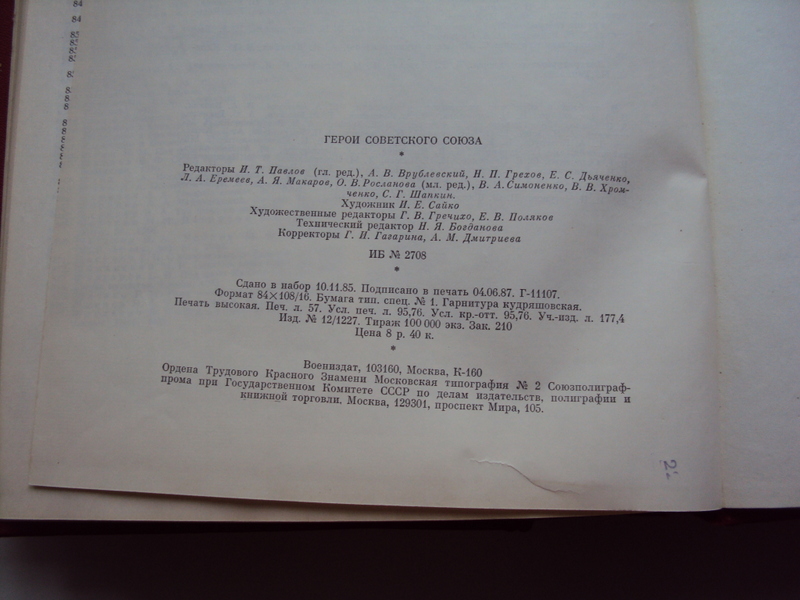 84
84
ГЕРОИ СОВЕТСКОГО СОЮЗА
*
Редакторы И. Т. Павлов (гл. ред.), А. В. Врублевский, Н. П. Грехов, Е. С. Дьяченко,
Л. А. Еремеев, А. Я. Макаров, О. В. Росланова (мл. ред.), В. А. Симоненко, В. В. Хром-
ченко, С. Г. Шапкин.
Художник И. Е. Сайко
Художественные редакторы Г. В. Гречихо, Е. В. Поляков
Технический редактор Н. Я. Богданова
Корректоры Г. И. Гагарина, А. М. Дмитриева
ИБ № 2708
*
Сдано в набор 10.11.85. Подписано в печать 04.06.87. Г-11107.
Формат 84×108/16. Бумага тип. спец. № 1. Гарнитура кудряшовская.
Печать высокая. Печ. л. 57. Усл. печ. л. 95,76. Усл. кр.-отт. 95,76. Уч.-изд. л. 177,4
Изд. № 12/1227. Тираж 100 000 экз. Зак. 210
Цена 8 р. 40 к.
*
Воениздат, 103160, Москва, К-160
Ордена Трудового Красного Знамени Московская типография № 2 Союзполиграф-
прома при Государственном Комитете СССР по делам издательств, полиграфии и
книжной торговли. Москва, 129301, проспект Мира, 105.